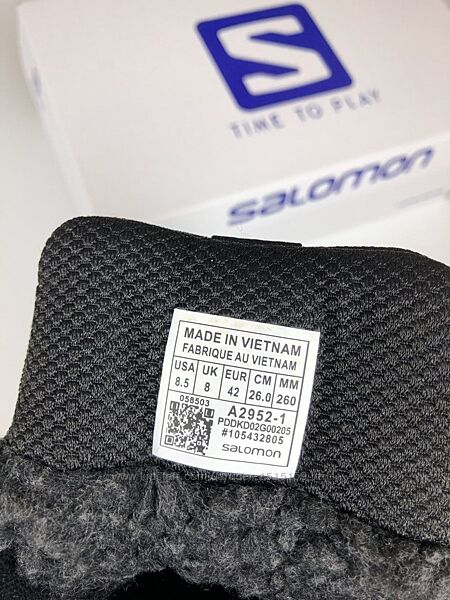 S
TIME TO PLAY
salomon
MADE IN VIETNAM
FABRIQUE AU VIETNAM
USA UK EUR CM MM
8.5 8 42 26.0 260
058503
A2952-1
PDDKD02G00205
#105432805
salomon